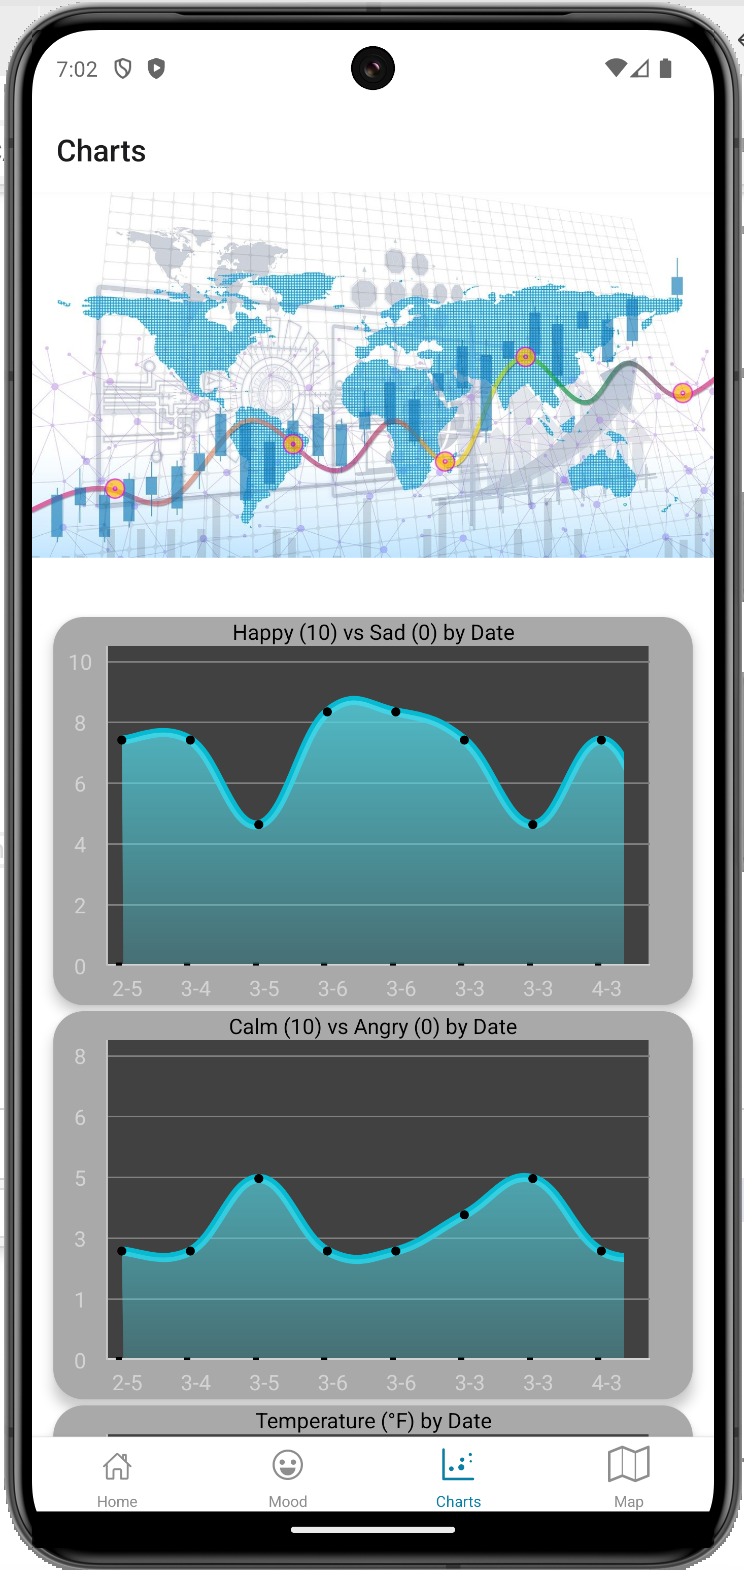 7:02
Charts
Happy (10) vs Sad (0) by Date
10
8
6
4
2
0
2-5 3-4 3-5 3-6 3-6 3-3 3-3 4-3
Calm (10) vs Angry (0) by Date
8
6
5
3
1
0
2-5 3-4 3-5 3-6 3-6 3-3 3-3 4-3
Temperature (°F) by Date
Home Mood Charts Map